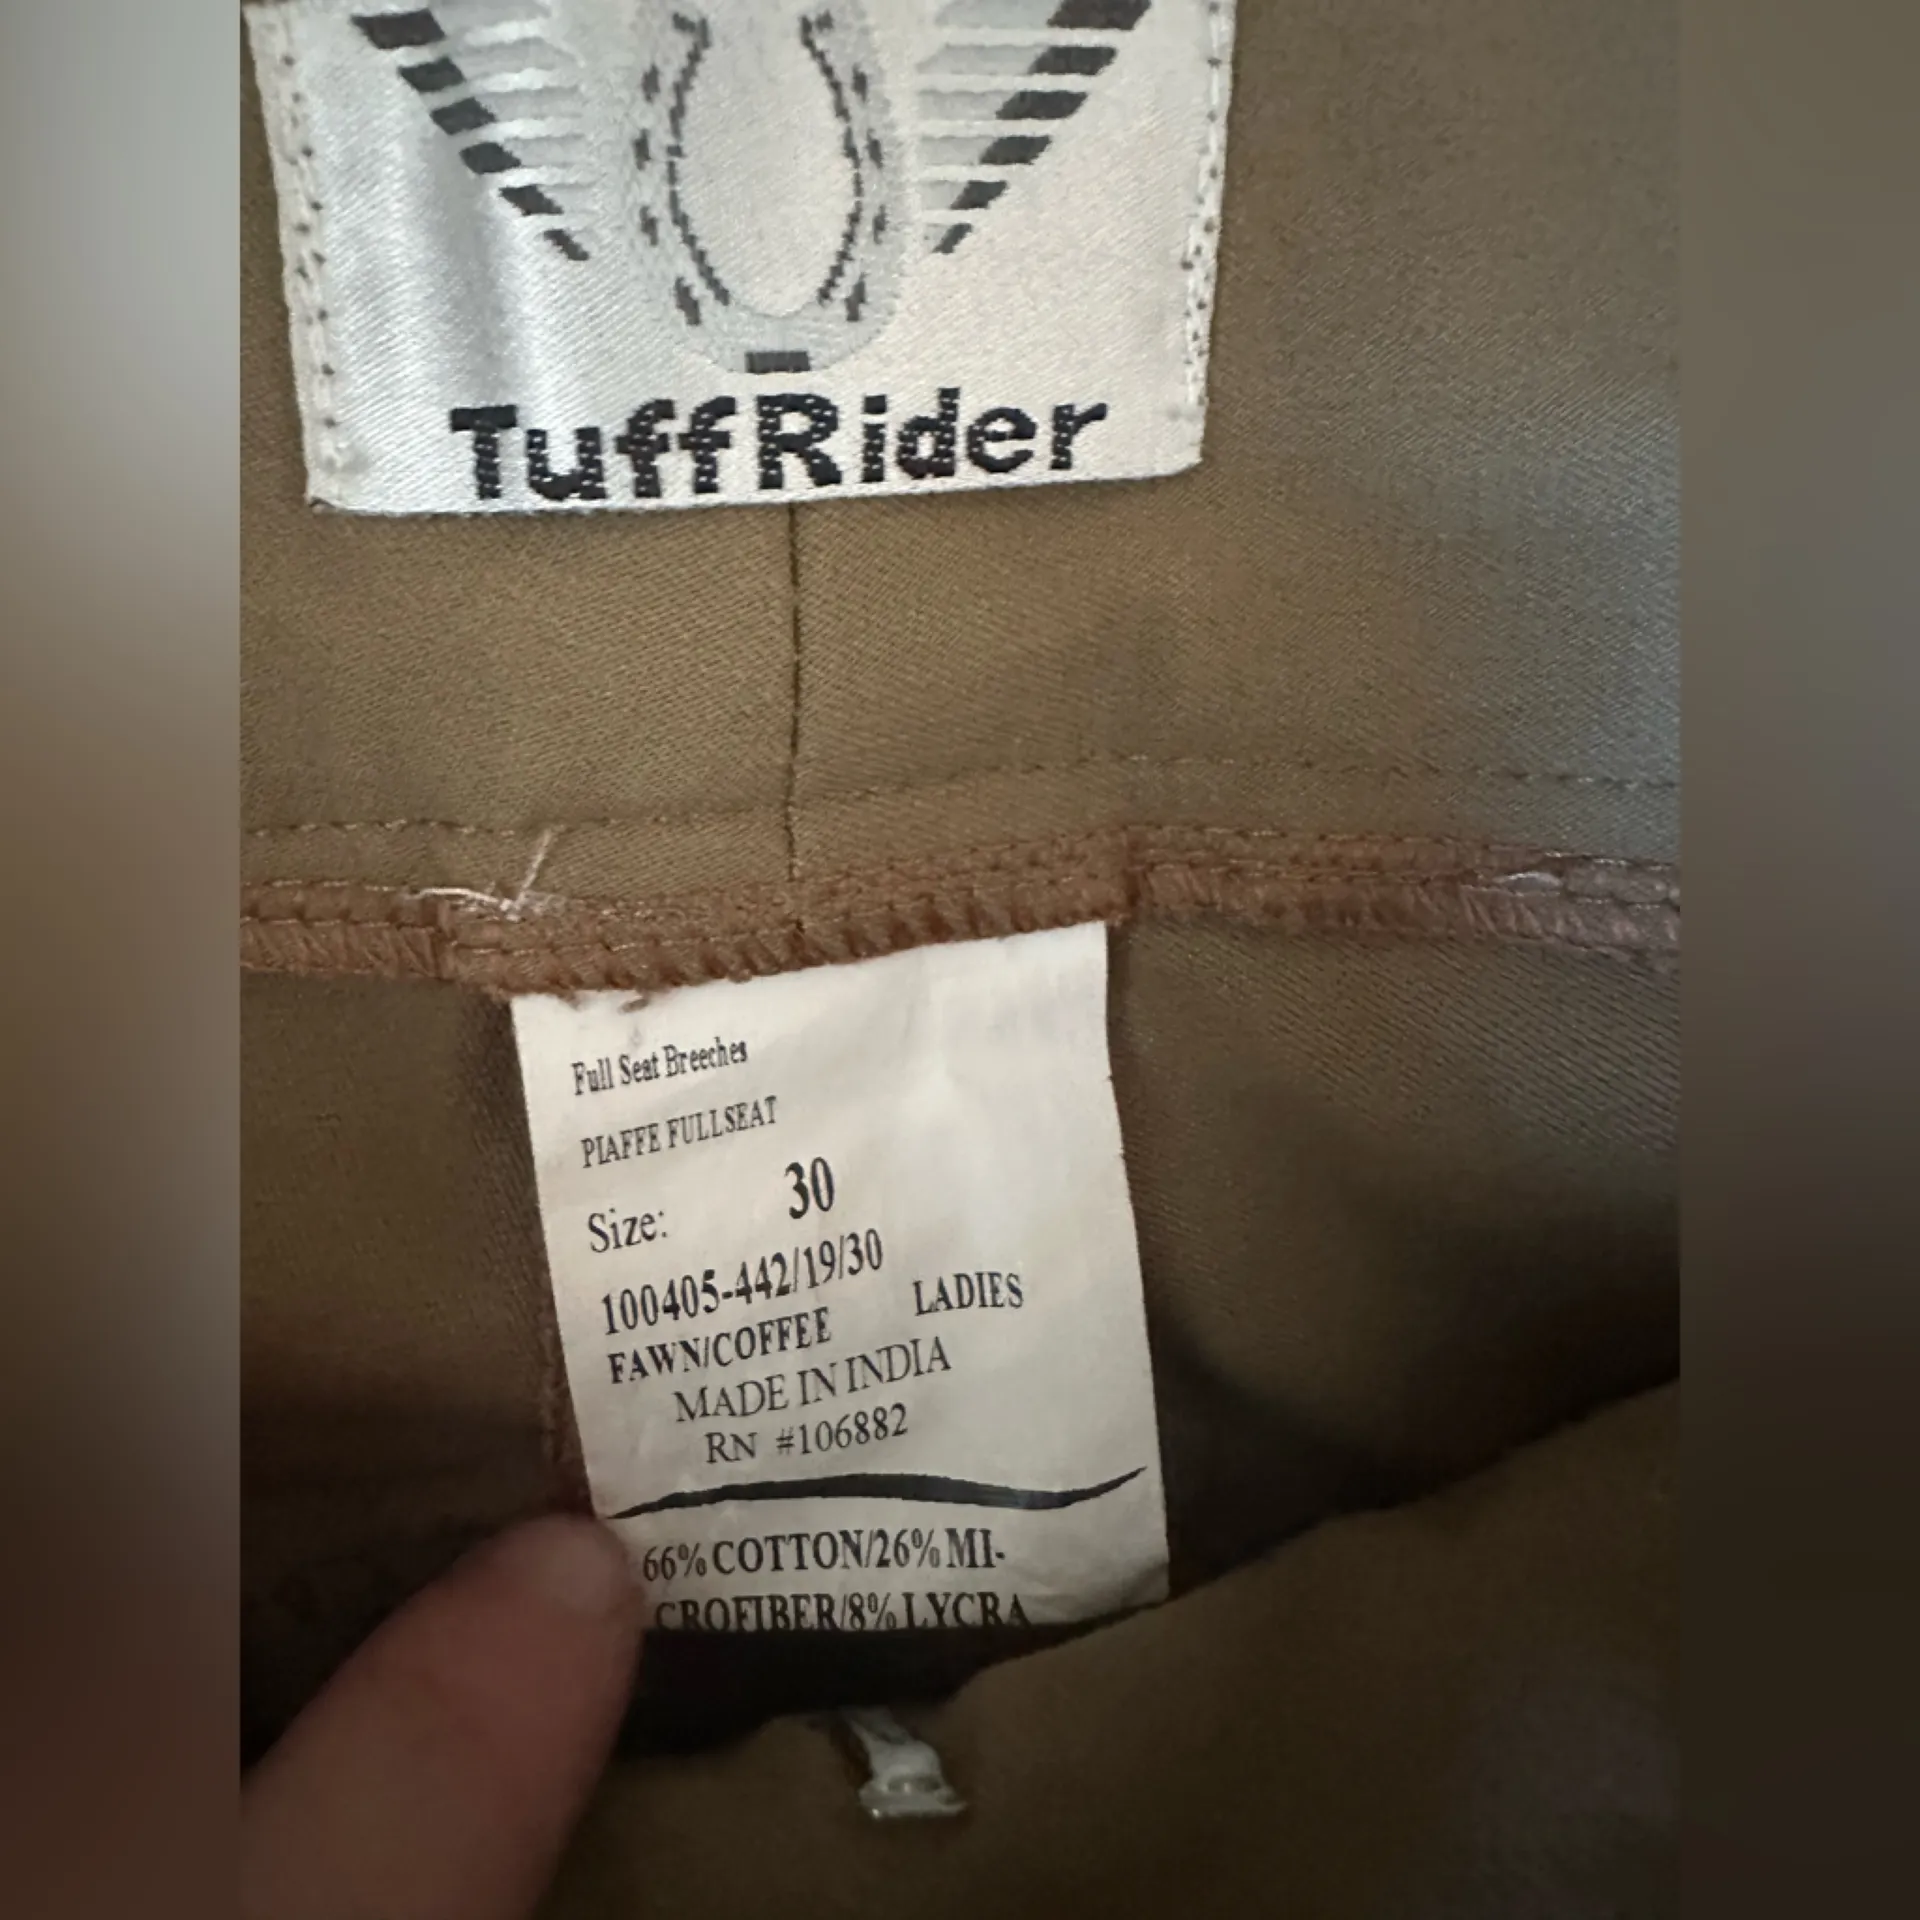 TuffRider
Full Seat Breeches
PIAFFE FULLSEAT
Size: 30
100405-442/19/30
FAWN/COFFEE LADIES
MADE IN INDIA
RN #106882
66% COTTON/26% MI-
CROFIBER/8% LYCRA